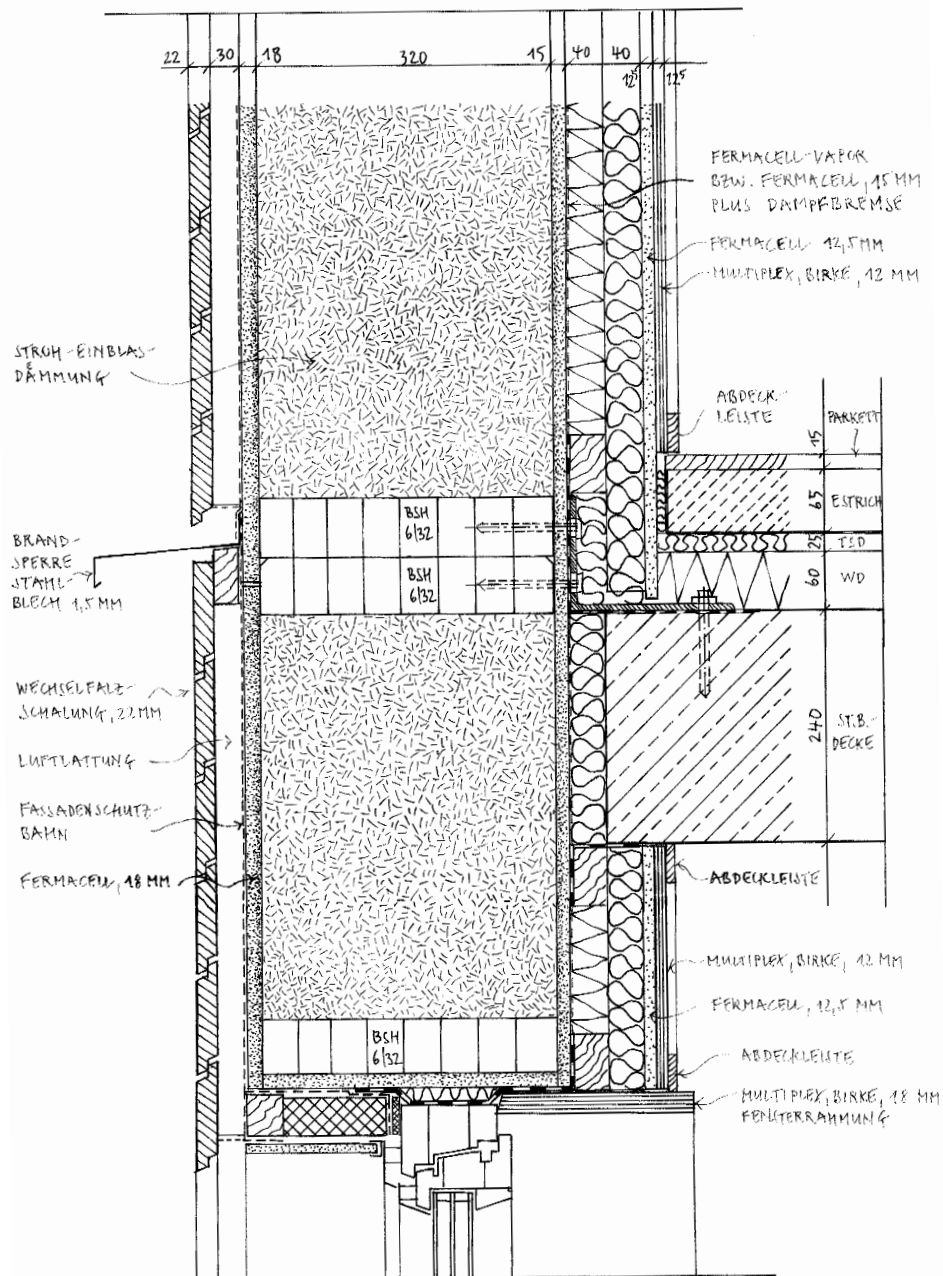 22 30 18 320 15 40 40
12⁵ 12⁵
FERMACELL-VAPOR
BZW. FERMACELL, 15 MM
PLUS DAMPFBREMSE
FERMACELL 12,5 MM
MULTIPLEX, BIRKE, 12 MM
STROH-EINBLAS-
DÄMMUNG
ABDECK-
LEISTE
15
PARKETT
65
ESTRICH
25
TSD
60
WD
BSH
6/32
BSH
6/32
BRAND-
SPERRE
STAHL
BLECH 1,5 MM
WECHSELFALZ-
SCHALUNG, 22 MM
240
ST.B.-
DECKE
LUFTLATTUNG
FASSADENSCHUTZ-
BAHN
FERMACELL, 18 MM
ABDECKLEISTE
MULTIPLEX, BIRKE, 12 MM
FERMACELL, 12,5 MM
BSH
6/32
ABDECKLEISTE
MULTIPLEX, BIRKE, 18 MM
FENSTERRAHMUNG